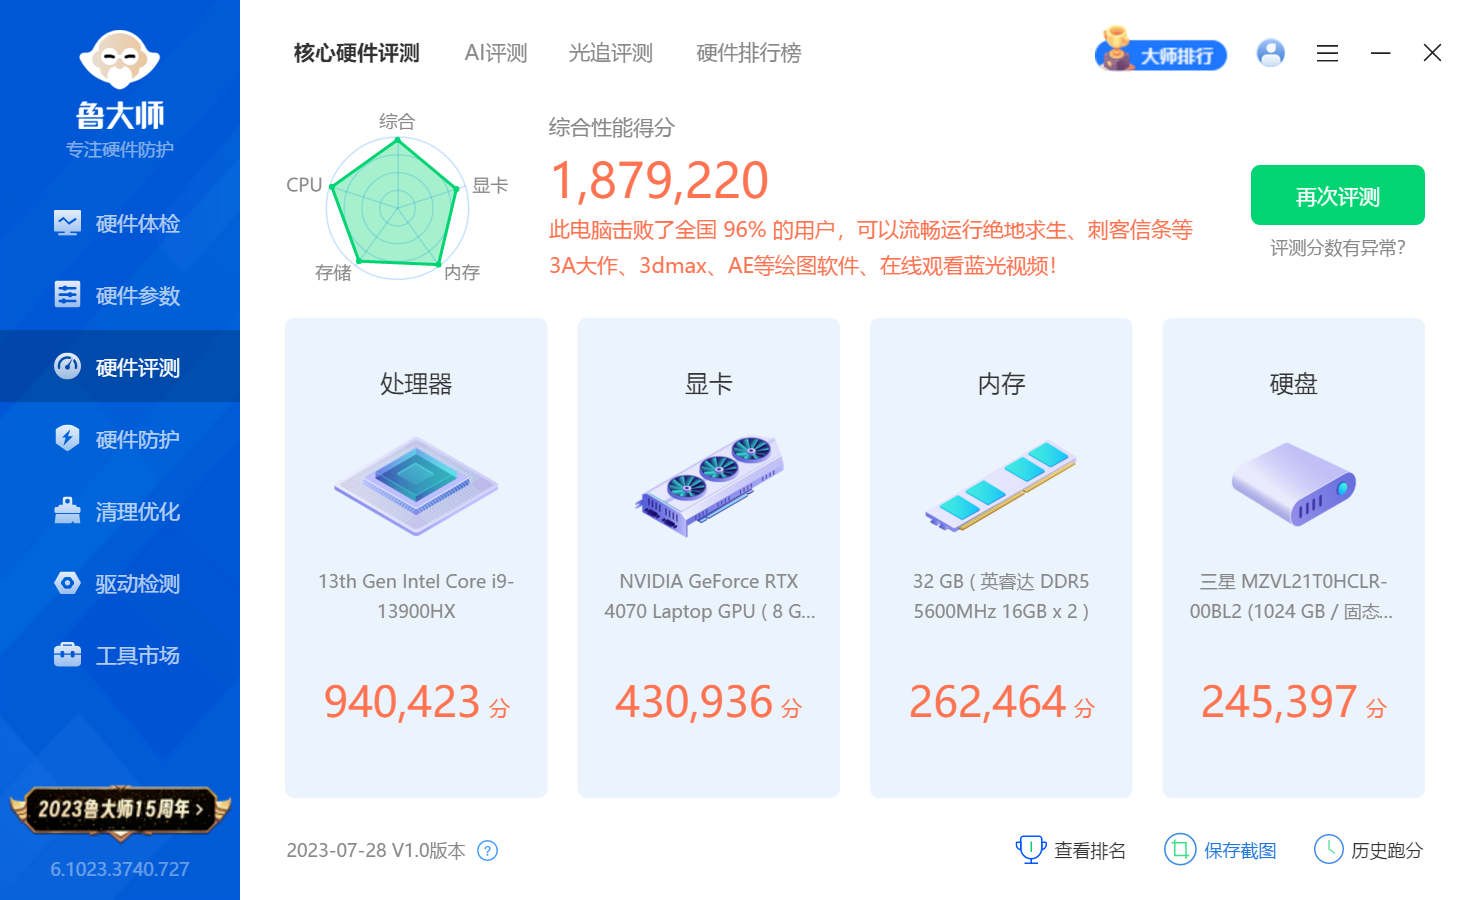 鲁大师
专注硬件防护
硬件体检
硬件参数
硬件评测
硬件防护
清理优化
驱动检测
工具市场
2023鲁大师15周年 >
6.1023.3740.727
核心硬件评测 AI评测 光追评测 硬件排行榜
大师排行
综合
CPU
显卡
存储
内存
综合性能得分
1,879,220
此电脑击败了全国 96% 的用户，可以流畅运行绝地求生、刺客信条等
3A大作、3dmax、AE等绘图软件、在线观看蓝光视频！
再次评测
评测分数有异常?
处理器
13th Gen Intel Core i9-
13900HX
940,423 分
显卡
NVIDIA GeForce RTX
4070 Laptop GPU ( 8 G...
430,936 分
内存
32 GB ( 英睿达 DDR5
5600MHz 16GB x 2 )
262,464 分
硬盘
三星 MZVL21T0HCLR-
00BL2 (1024 GB / 固态...
245,397 分
2023-07-28 V1.0版本 ?
查看排名
保存截图
历史跑分